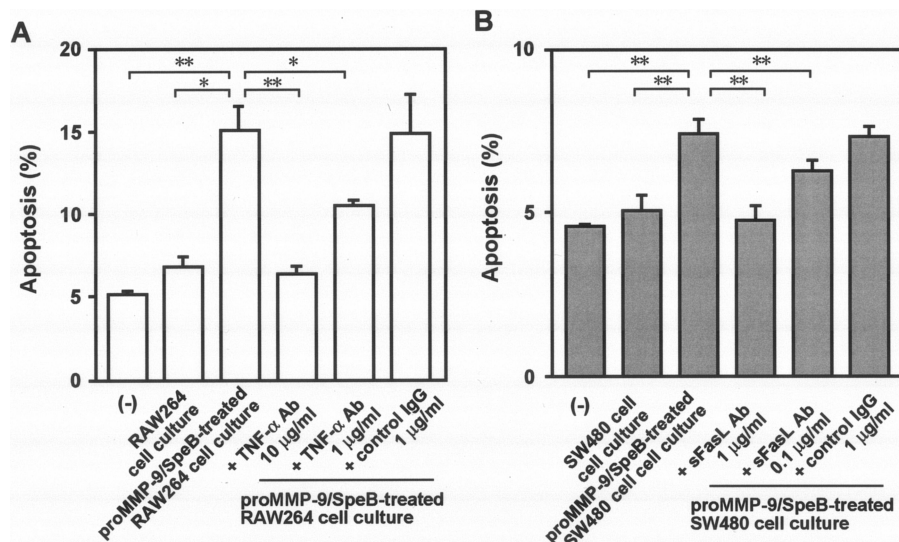 A
20
15
10
5
0
Apoptosis (%)
**
*
*
**
(-)
RAW264
cell culture
proMMP-9/SpeB-treated
RAW264 cell culture
+ TNF-α Ab
10 μg/ml
+ TNF-α Ab
1 μg/ml
+ control IgG
1 μg/ml
proMMP-9/SpeB-treated
RAW264 cell culture
B
10
5
0
Apoptosis (%)
**
**
**
**
(-)
SW480 cell
cell culture
proMMP-9/SpeB-treated
SW480 cell cell culture
+ sFasL Ab
1 μg/ml
+ sFasL Ab
0.1 μg/ml
+ control IgG
1 μg/ml
proMMP-9/SpeB-treated
SW480 cell culture